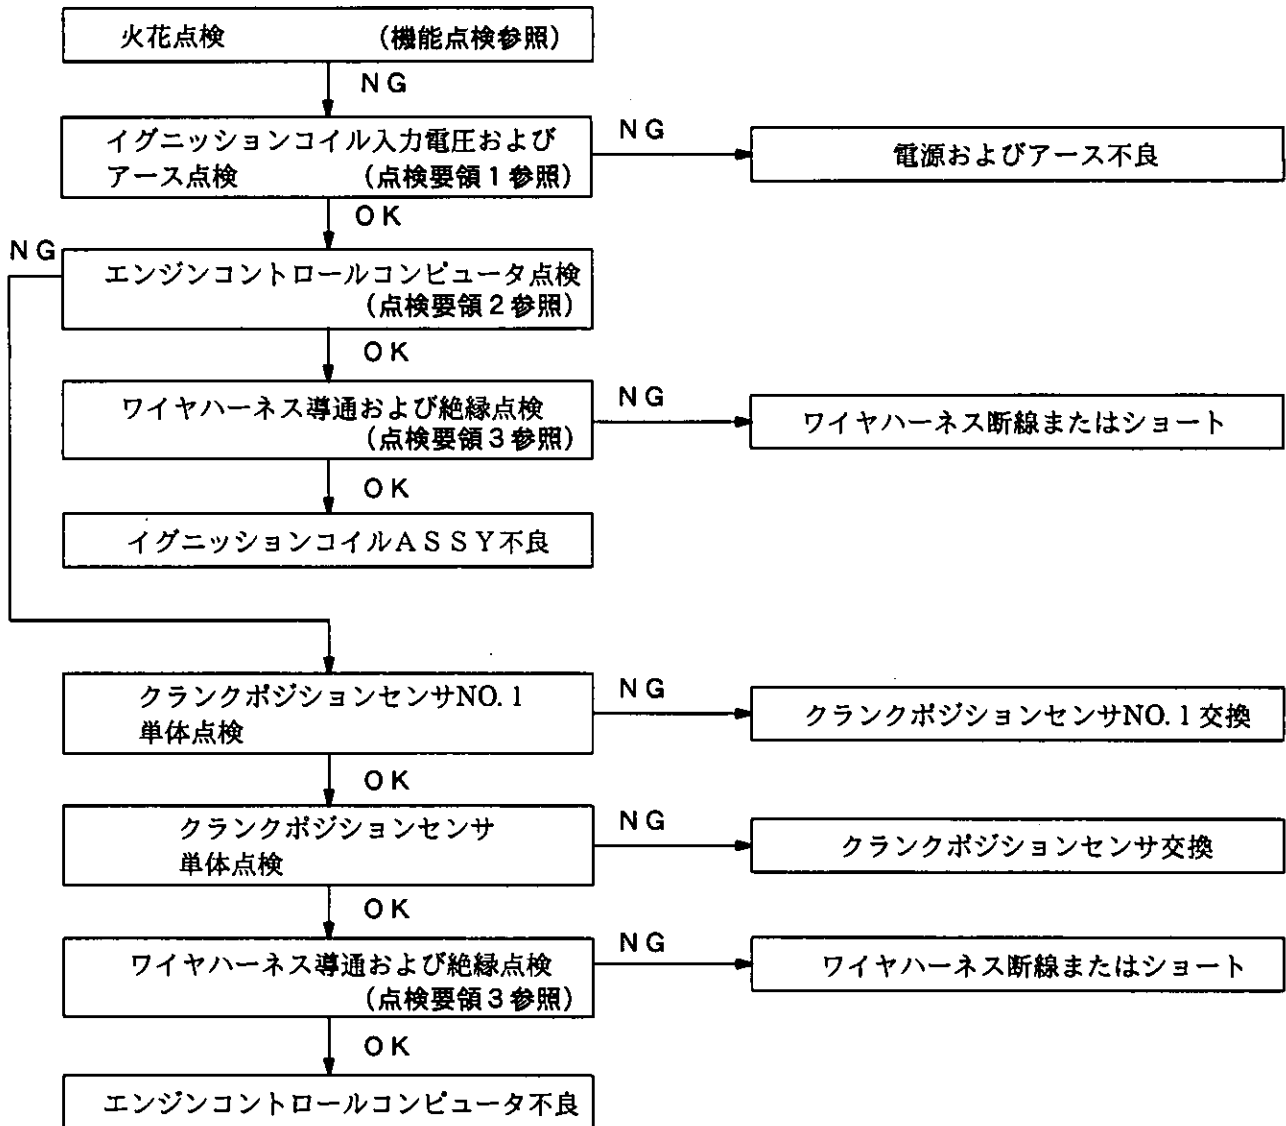 火花点検 (機能点検参照)
NG
イグニッションコイル入力電圧および
アース点検 (点検要領1参照)
NG
電源およびアース不良
OK
NG
エンジンコントロールコンピュータ点検
(点検要領2参照)
OK
ワイヤハーネス導通および絶縁点検
(点検要領3参照)
NG
ワイヤハーネス断線またはショート
OK
イグニッションコイルASSY不良
クランクポジションセンサNO.1
単体点検
NG
クランクポジションセンサNO.1交換
OK
クランクポジションセンサ
単体点検
NG
クランクポジションセンサ交換
OK
ワイヤハーネス導通および絶縁点検
(点検要領3参照)
NG
ワイヤハーネス断線またはショート
OK
エンジンコントロールコンピュータ不良